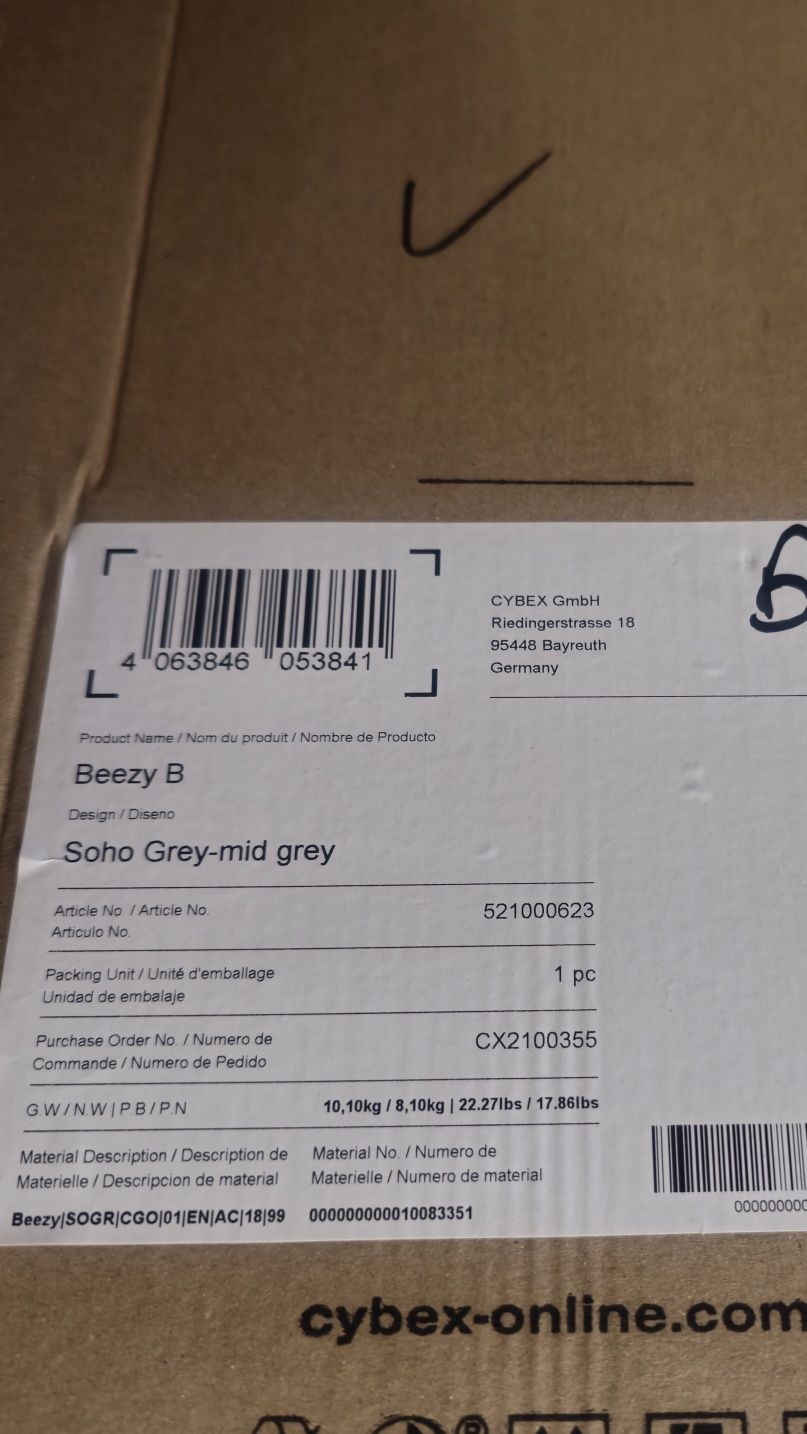 4 063846 053841
CYBEX GmbH
Riedingerstrasse 18
95448 Bayreuth
Germany
Product Name / Nom du produit / Nombre de Producto
Beezy B
Design / Diseno
Soho Grey-mid grey
Article No. / Article No.
Articulo No.
521000623
Packing Unit / Unité d'emballage
Unidad de embalaje
1 pc
Purchase Order No. / Numero de
Commande / Numero de Pedido
CX2100355
G.W / N.W | P.B / P.N
10,10kg / 8,10kg | 22.27lbs / 17.86lbs
Material Description / Description de
Materielle / Descripcion de material
Material No. / Numero de
Materielle / Numero de material
Beezy|SOGR|CGO|01|EN|AC|18|99
000000000010083351
000000000
cybex-online.com